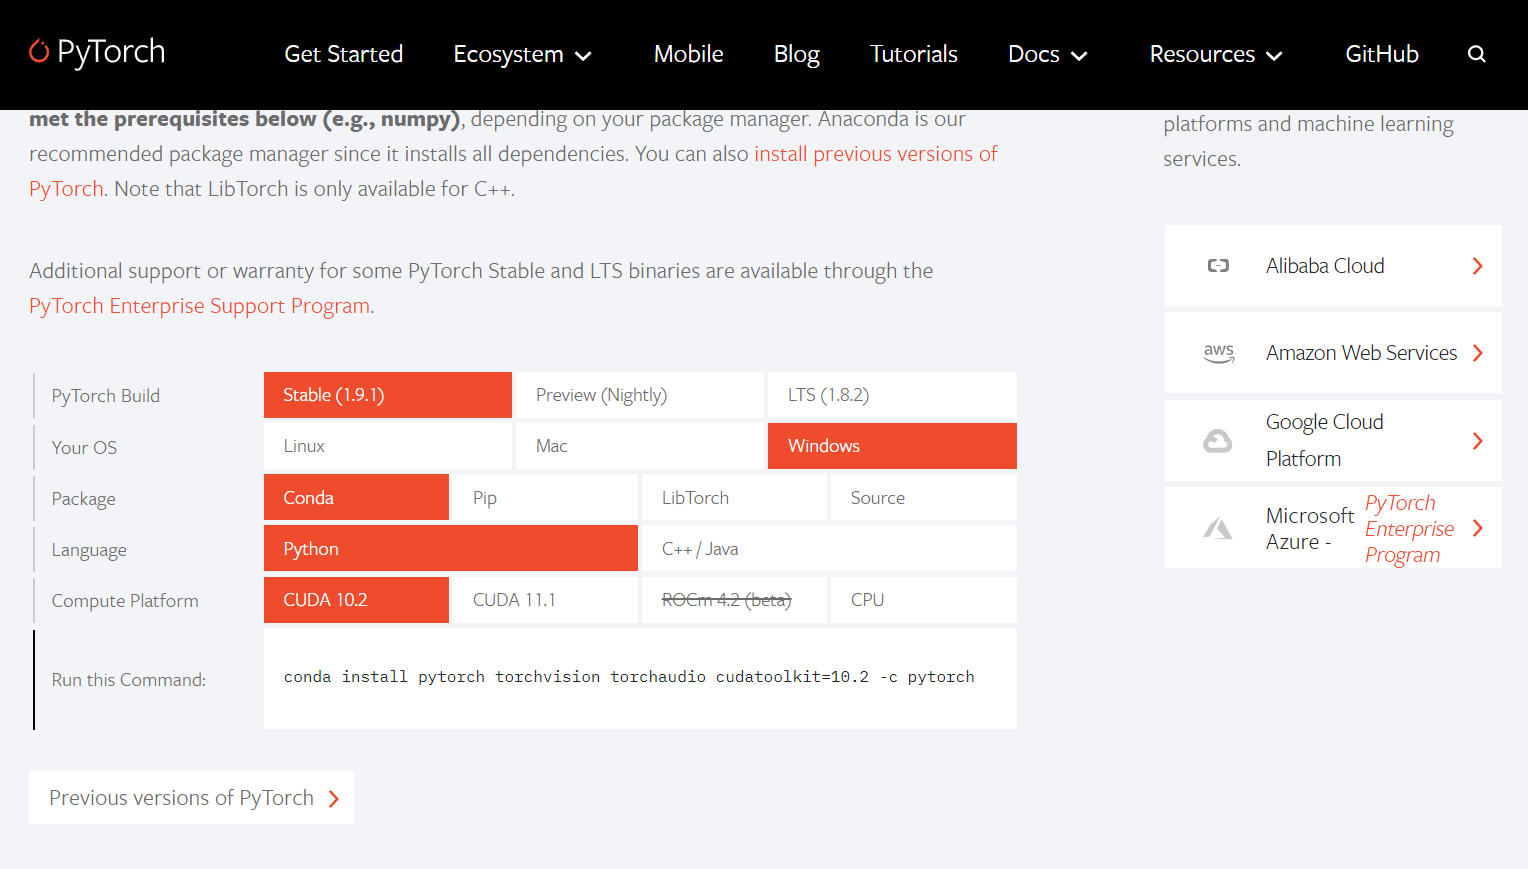 PyTorch
Get Started
Ecosystem
Mobile
Blog
Tutorials
Docs
Resources
GitHub
met the prerequisites below (e.g., numpy), depending on your package manager. Anaconda is our
recommended package manager since it installs all dependencies. You can also install previous versions of
PyTorch. Note that LibTorch is only available for C++.
Additional support or warranty for some PyTorch Stable and LTS binaries are available through the
PyTorch Enterprise Support Program.
PyTorch Build
Stable (1.9.1)
Preview (Nightly)
LTS (1.8.2)
Your OS
Linux
Mac
Windows
Package
Conda
Pip
LibTorch
Source
Language
Python
C++ / Java
Compute Platform
CUDA 10.2
CUDA 11.1
ROCm 4.2 (beta)
CPU
Run this Command:
conda install pytorch torchvision torchaudio cudatoolkit=10.2 -c pytorch
Previous versions of PyTorch
platforms and machine learning
services.
Alibaba Cloud
aws
Amazon Web Services
Google Cloud
Platform
Microsoft
Azure -
PyTorch
Enterprise
Program